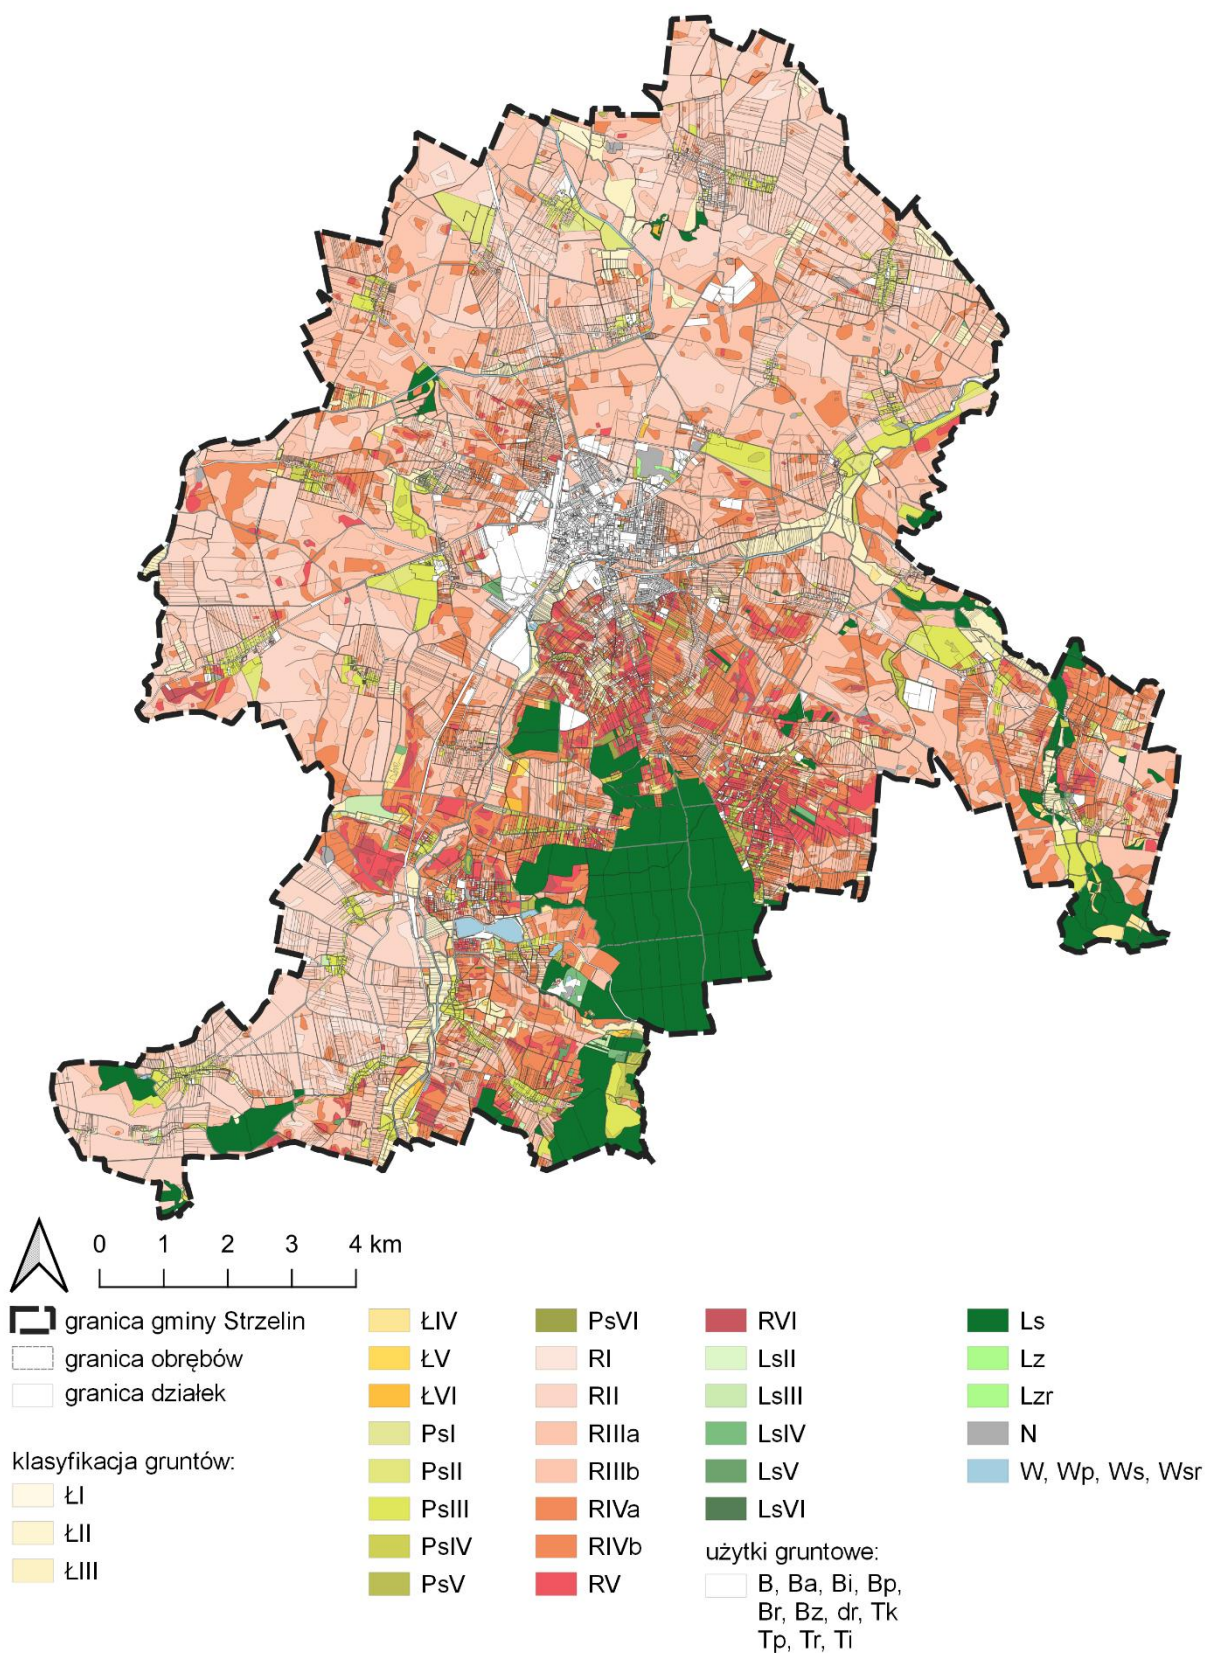 0 1 2 3 4 km
granica gminy Strzelin
granica obrębów
granica działek
klasyfikacja gruntów:
ŁI
ŁII
ŁIII
ŁIV
ŁV
ŁVI
PsI
PsII
PsIII
PsIV
PsV
PsVI
RI
RII
RIIIa
RIIIb
RIVa
RIVb
RV
RVI
LsII
LsIII
LsIV
LsV
LsVI
użytki gruntowe:
B, Ba, Bi, Bp,
Br, Bz, dr, Tk
Tp, Tr, Ti
Ls
Lz
Lzr
N
W, Wp, Ws, Wsr